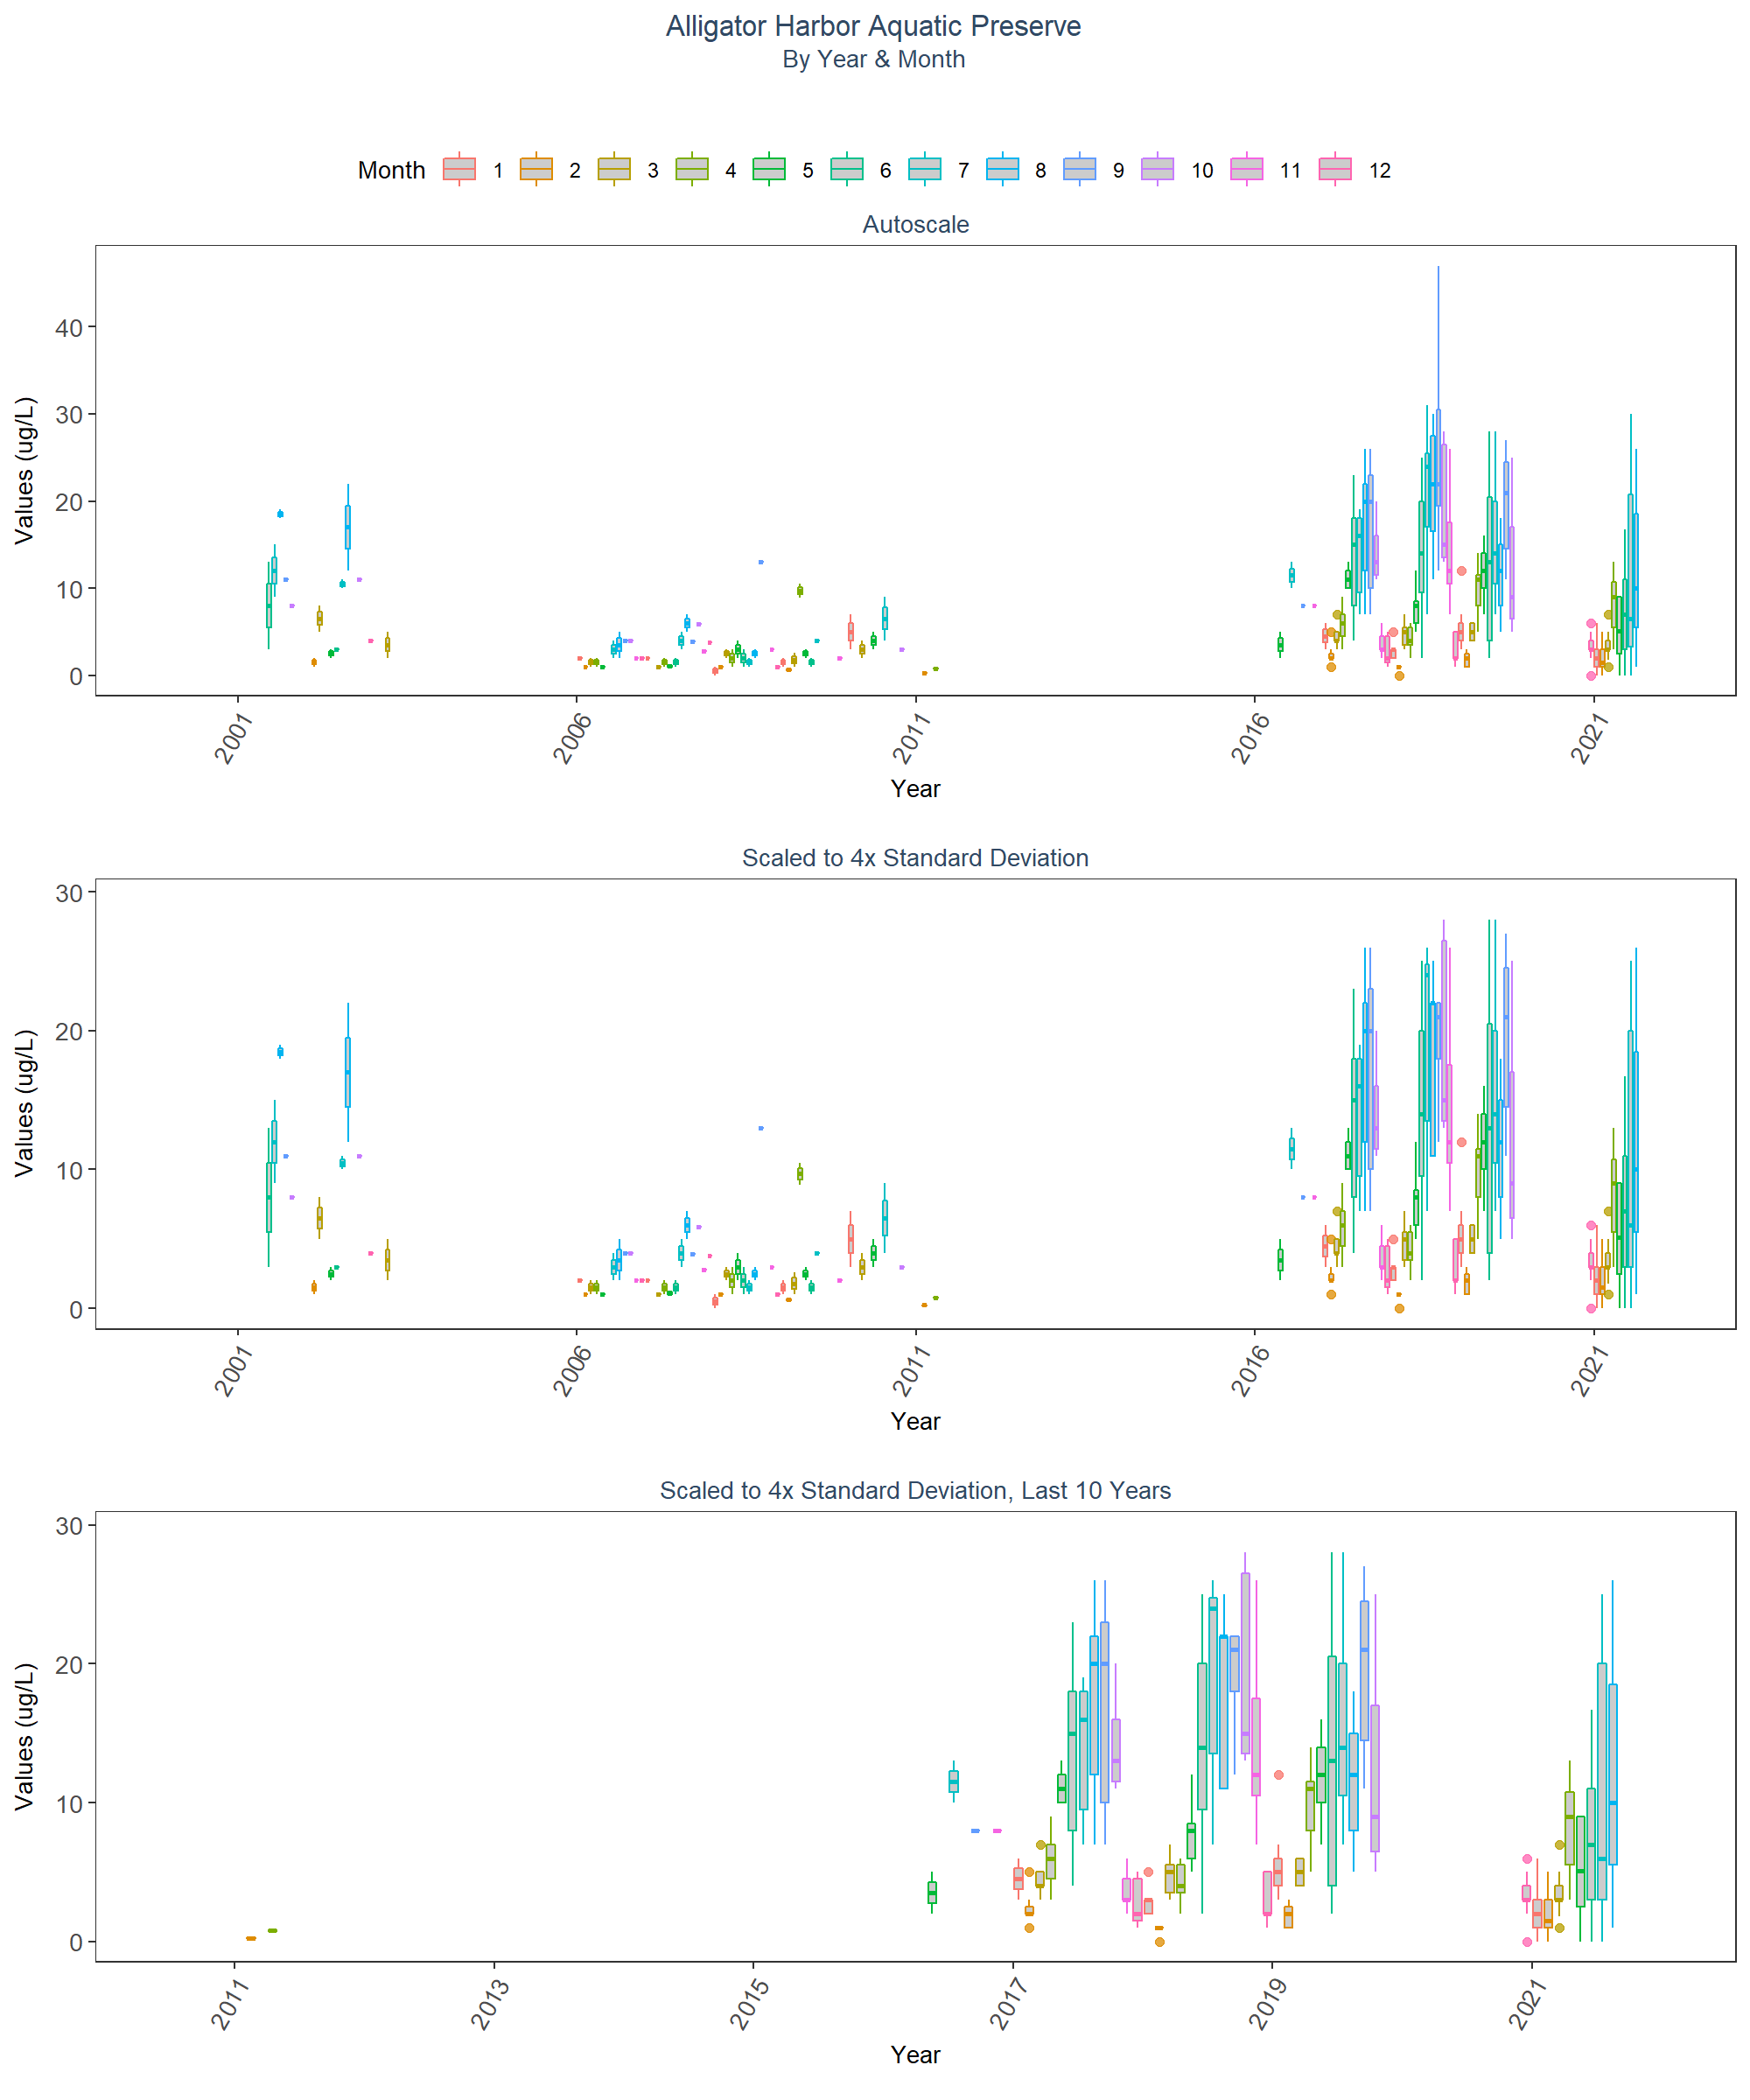 Alligator Harbor Aquatic Preserve
By Year & Month
Month 1 2 3 4 5 6 7 8 9 10 11 12
Autoscale
Values (ug/L)
40
30
20
10
0
2001 2006 2011 2016 2021
Year
Scaled to 4x Standard Deviation
Values (ug/L)
30
20
10
0
2001 2006 2011 2016 2021
Year
Scaled to 4x Standard Deviation, Last 10 Years
Values (ug/L)
30
20
10
0
2011 2013 2015 2017 2019 2021
Year